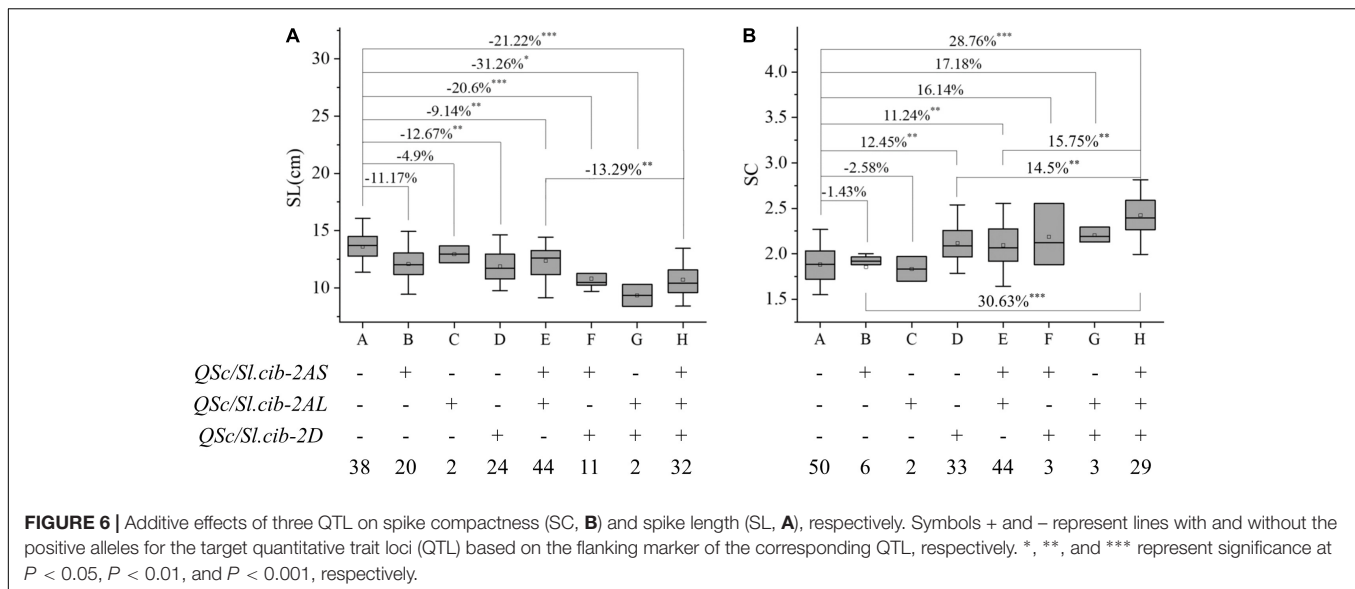 A
B
-21.22%***
-31.26%*
-20.6%***
-9.14%**
-12.67%**
-4.9%
-11.17%
-13.29%**
SL(cm)
30
25
20
15
10
A B C D E F G H
28.76%***
17.18%
16.14%
11.24%**
12.45%**
-2.58%
-1.43%
15.75%**
14.5%**
30.63%***
SC
4.0
3.5
3.0
2.5
2.0
1.5
A B C D E F G H
QSc/Sl.cib-2AS - + - - + + - + - + - - + + - +
QSc/Sl.cib-2AL - - + - + - + + - - + - + - + +
QSc/Sl.cib-2D - - - + - + + + - - - + - + + +
38 20 2 24 44 11 2 32 50 6 2 33 44 3 3 29
FIGURE 6 | Additive effects of three QTL on spike compactness (SC, B) and spike length (SL, A), respectively. Symbols + and – represent lines with and without the
positive alleles for the target quantitative trait loci (QTL) based on the flanking marker of the corresponding QTL, respectively. *, **, and *** represent significance at
P < 0.05, P < 0.01, and P < 0.001, respectively.